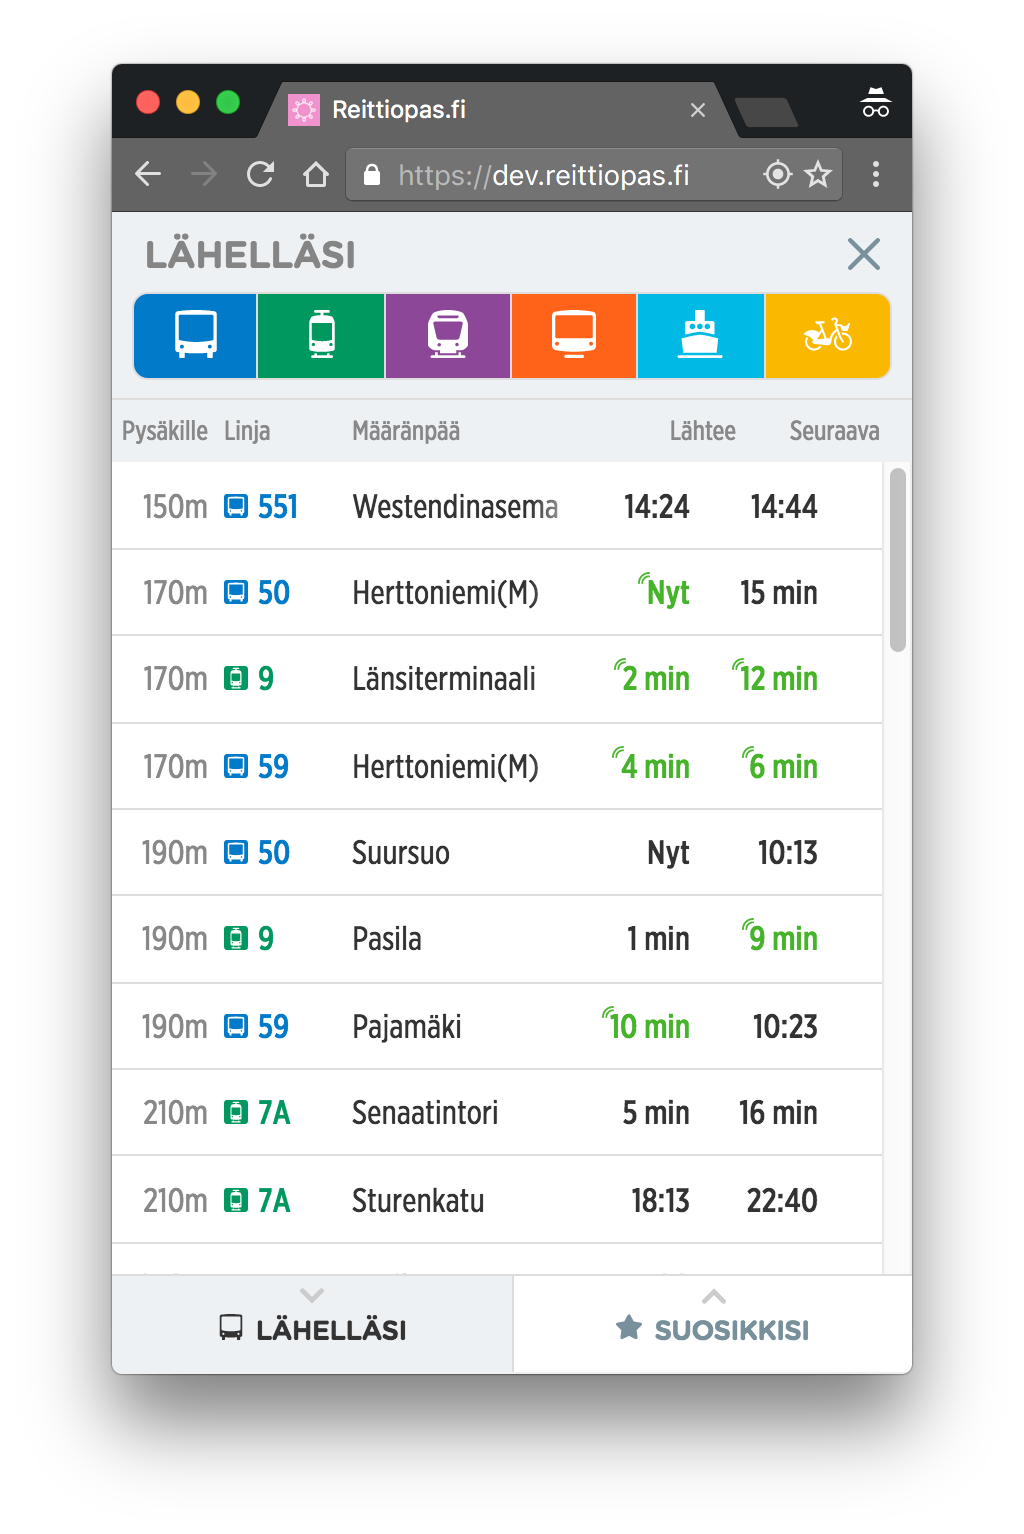 Reittiopas.fi
https://dev.reittiopas.fi
LÄHELLÄSI
Pysäkille Linja Määränpää Lähtee Seuraava
150m 551 Westendinasema 14:24 14:44
170m 50 Herttoniemi(M) Nyt 15 min
170m 9 Länsiterminaali 2 min 12 min
170m 59 Herttoniemi(M) 4 min 6 min
190m 50 Suursuo Nyt 10:13
190m 9 Pasila 1 min 9 min
190m 59 Pajamäki 10 min 10:23
210m 7A Senaatintori 5 min 16 min
210m 7A Sturenkatu 18:13 22:40
LÄHELLÄSI SUOSIKKISI